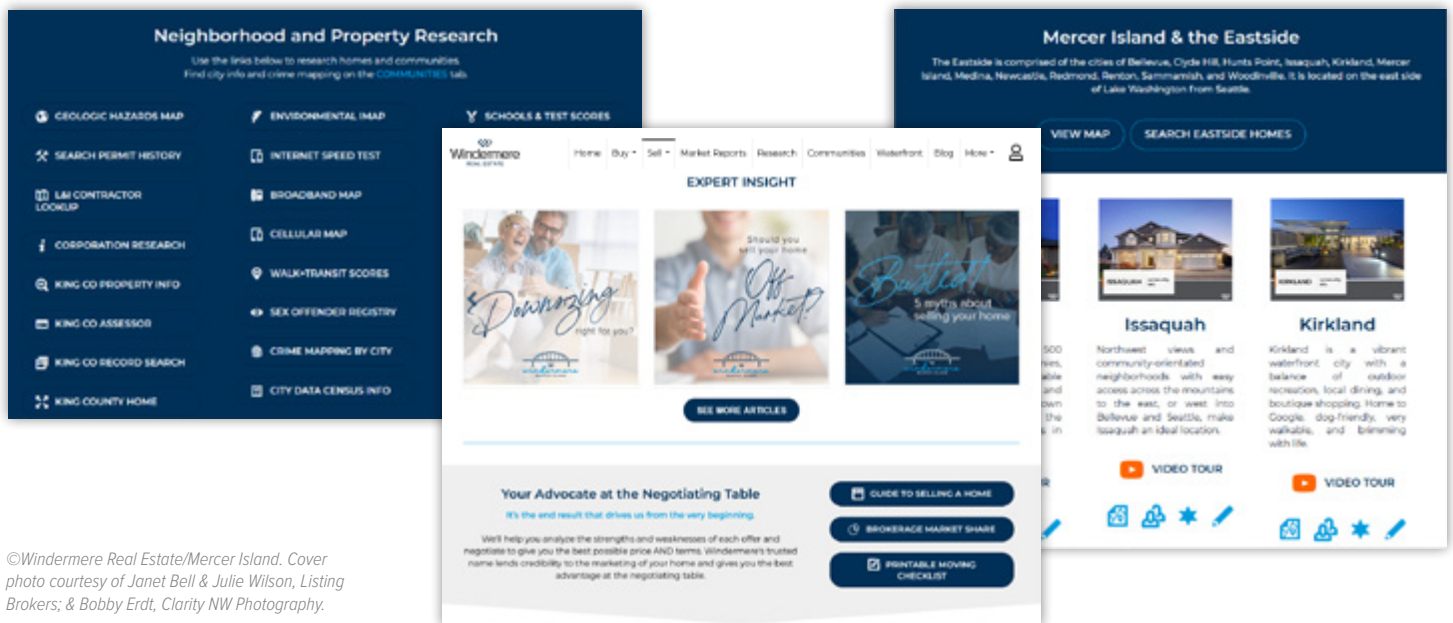 Neighborhood and Property Research
Use the links below to research homes and communities.
Find city info and crime mapping on the COMMUNITIES tab.
GEOLOGIC HAZARDS MAP
SEARCH PERMIT HISTORY
L&I CONTRACTOR
LOOKUP
CORPORATION RESEARCH
KING CO PROPERTY INFO
KING CO ASSESSOR
KING CO RECORD SEARCH
KING COUNTY HOME
ENVIRONMENTAL IMAP
INTERNET SPEED TEST
BROADBAND MAP
CELLULAR MAP
WALK+TRANSIT SCORES
SEX OFFENDER REGISTRY
CRIME MAPPING BY CITY
CITY DATA CENSUS INFO
SCHOOLS & TEST SCORES
Windermere
REAL ESTATE
Home Buy Sell Market Reports Research Communities Waterfront Blog More
EXPERT INSIGHT
Downsizing
right for you?
windermere
Should you
sell your home
Off
Market?
windermere
Busted!
5 myths about
selling your home
windermere
SEE MORE ARTICLES
Your Advocate at the Negotiating Table
It's the end result that drives us from the very beginning.
We'll help you analyze the strengths and weaknesses of each offer and
negotiate to give you the best possible price AND terms. Windermere's trusted
name lends credibility to the marketing of your home and gives you the best
advantage at the negotiating table.
GUIDE TO SELLING A HOME
BROKERAGE MARKET SHARE
PRINTABLE MOVING
CHECKLIST
Mercer Island & the Eastside
The Eastside is comprised of the cities of Bellevue, Clyde Hill, Hunts Point, Issaquah, Kirkland, Mercer
Island, Medina, Newcastle, Redmond, Renton, Sammamish, and Woodinville. It is located on the east side
of Lake Washington from Seattle.
VIEW MAP
SEARCH EASTSIDE HOMES
500
and
the
in
ISSAQUAH
Issaquah
Northwest views and
community-orientated
neighborhoods with easy
access across the mountains
to the east, or west into
Bellevue and Seattle, make
Issaquah an ideal location.
VIDEO TOUR
KIRKLAND
Kirkland
Kirkland is a vibrant
waterfront city with a
balance of outdoor
recreation, local dining, and
boutique shopping. Home to
Google, dog-friendly, very
walkable, and brimming
with life.
VIDEO TOUR
©Windermere Real Estate/Mercer Island. Cover
photo courtesy of Janet Bell & Julie Wilson, Listing
Brokers; & Bobby Erdt, Clarity NW Photography.